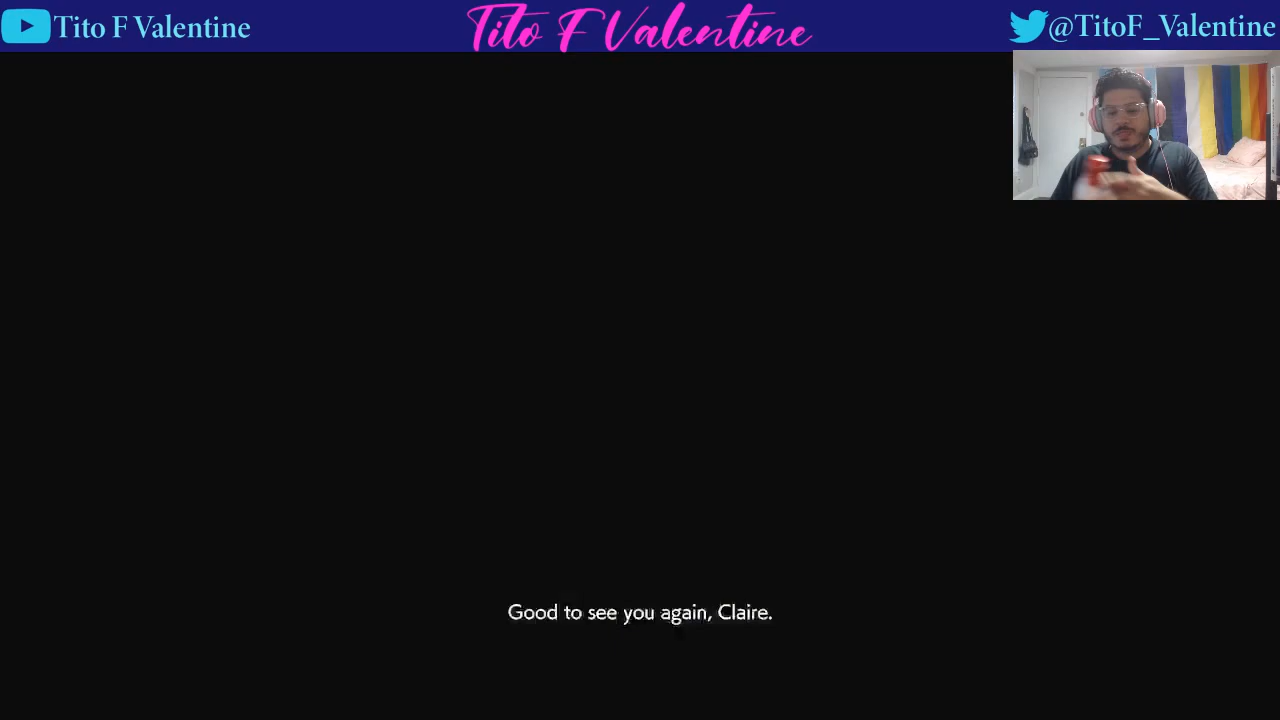 Tito F Valentine
Tito F Valentine
@TitoF_Valentine
Good to see you again, Claire.